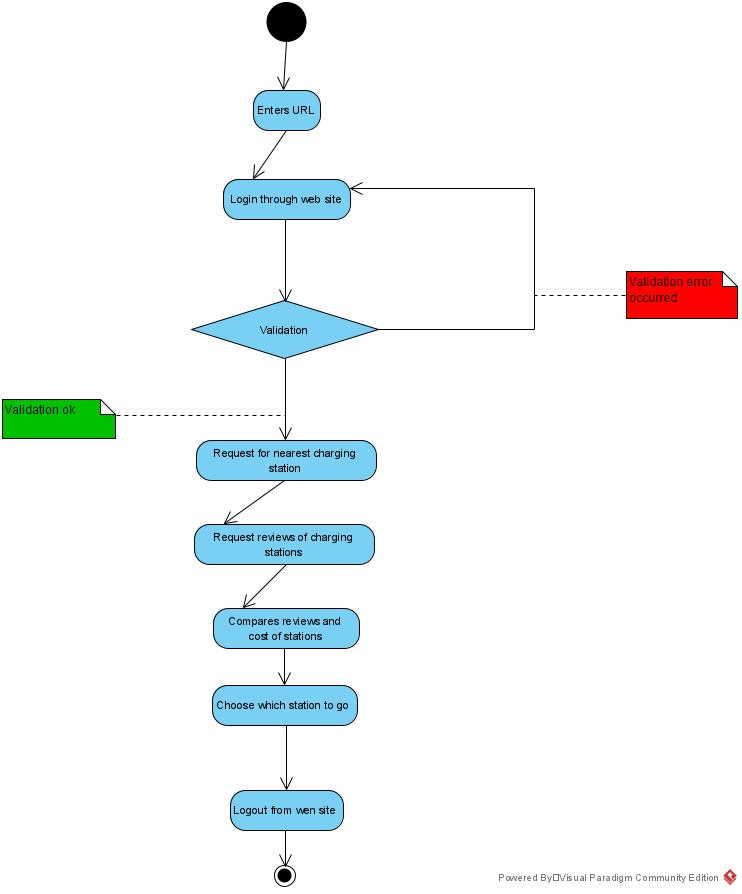 Enters URL
Login through web site
Validation error
occurred
Validation
Validation ok
Request for nearest charging
station
Request reviews of charging
stations
Compares reviews and
cost of stations
Choose which station to go
Logout from wen site
Powered By□Visual Paradigm Community Edition